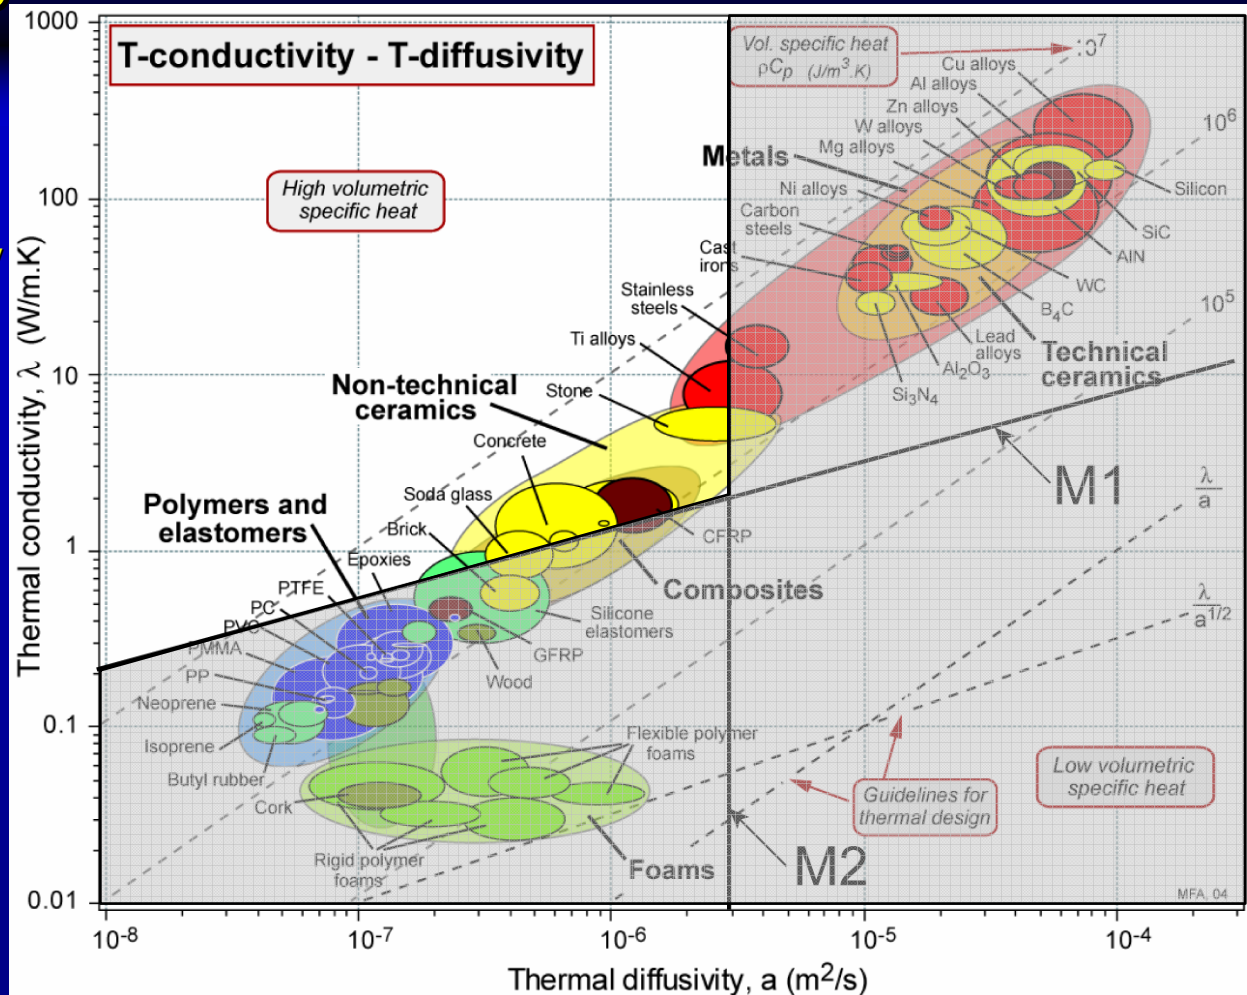 T-conductivity - T-diffusivity
Vol. specific heat
ρCp (J/m³.K)
10⁷
10⁶
10⁵
1000
100
10
1
0.1
0.01
Thermal conductivity, λ (W/m.K)
High volumetric
specific heat
Cu alloys
Al alloys
Zn alloys
W alloys
Mg alloys
Metals
Ni alloys
Carbon
steels
Cast
irons
Silicon
SiC
AlN
WC
B₄C
Lead
alloys
Al₂O₃
Si₃N₄
Technical
ceramics
Stainless
steels
Ti alloys
Non-technical
ceramics
Stone
Concrete
Soda glass
Brick
Polymers and
elastomers
Epoxies
PTFE
PC
PVC
PMMA
PP
Neoprene
Isoprene
Butyl rubber
CFRP
Composites
Silicone
elastomers
GFRP
Wood
M1
λ
a
λ
a^1/2
Flexible polymer
foams
Cork
Rigid polymer
foams
Foams
M2
Guidelines for
thermal design
Low volumetric
specific heat
MFA, 04
10⁻⁸
10⁻⁷
10⁻⁶
10⁻⁵
10⁻⁴
Thermal diffusivity, a (m²/s)